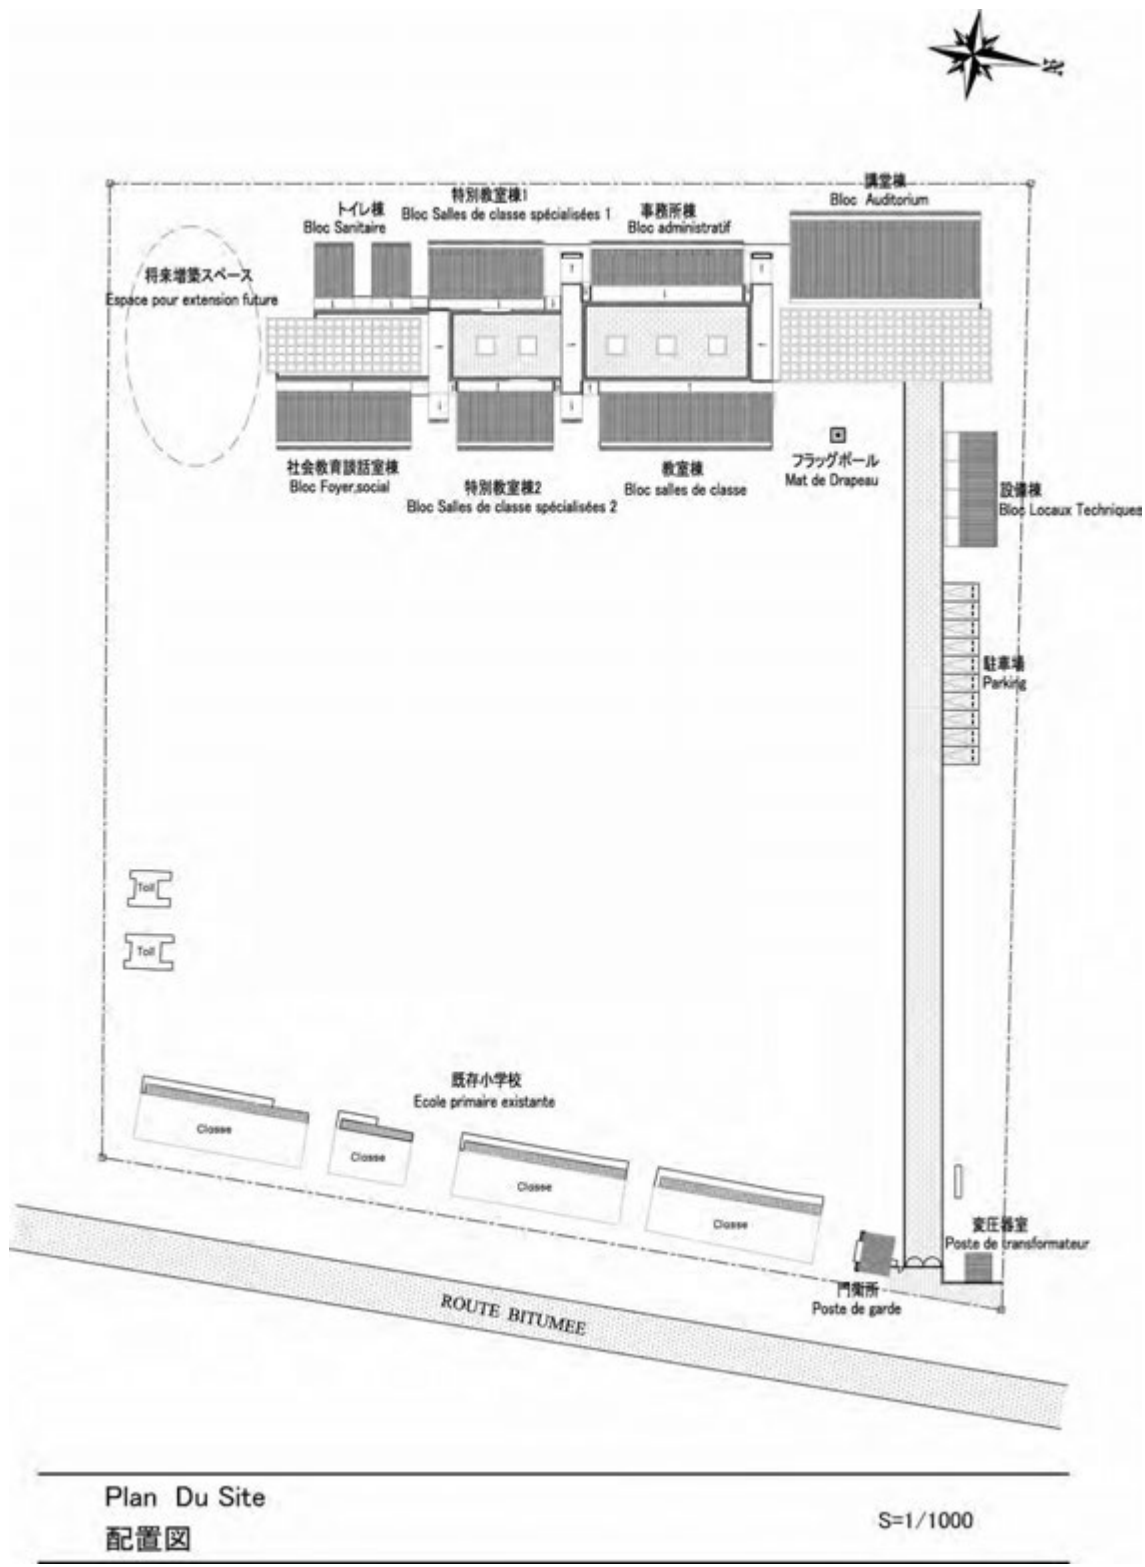 N
講堂棟
Bloc Auditorium
特別教室棟1
Bloc Salles de classe spécialisées 1
トイレ棟
Bloc Sanitaire
事務所棟
Bloc administratif
将来増築スペース
Espace pour extension future
社会教育談話室棟
Bloc Foyer,social
特別教室棟2
Bloc Salles de classe spécialisées 2
教室棟
Bloc salles de classe
フラッグポール
Mat de Drapeau
設備棟
Bloc Locaux Techniques
駐車場
Parking
Toil
Toil
既存小学校
Ecole primaire existante
Classe
Classe
Classe
Classe
変圧器室
Poste de transformateur
門衛所
Poste de garde
ROUTE BITUMEE
Plan Du Site
配置図
S=1/1000